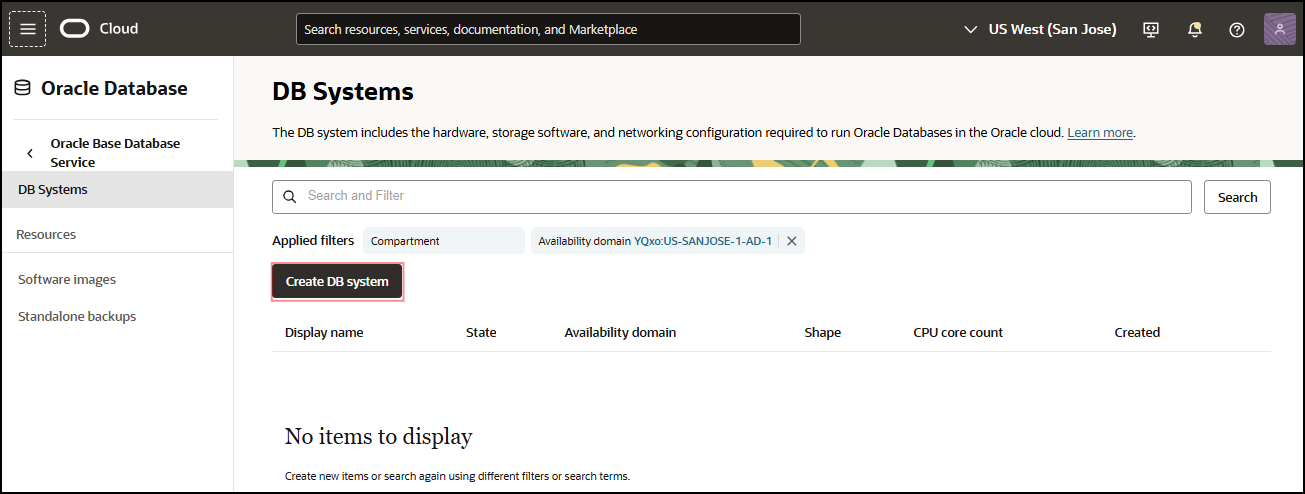 Cloud
Search resources, services, documentation, and Marketplace
US West (San Jose)
Oracle Database
Oracle Base Database
Service
DB Systems
Resources
Software images
Standalone backups
DB Systems
The DB system includes the hardware, storage software, and networking configuration required to run Oracle Databases in the Oracle cloud. Learn more.
Search and Filter
Search
Applied filters Compartment Availability domain YQxo:US-SANJOSE-1-AD-1
Create DB system
Display name State Availability domain Shape CPU core count Created
No items to display
Create new items or search again using different filters or search terms.